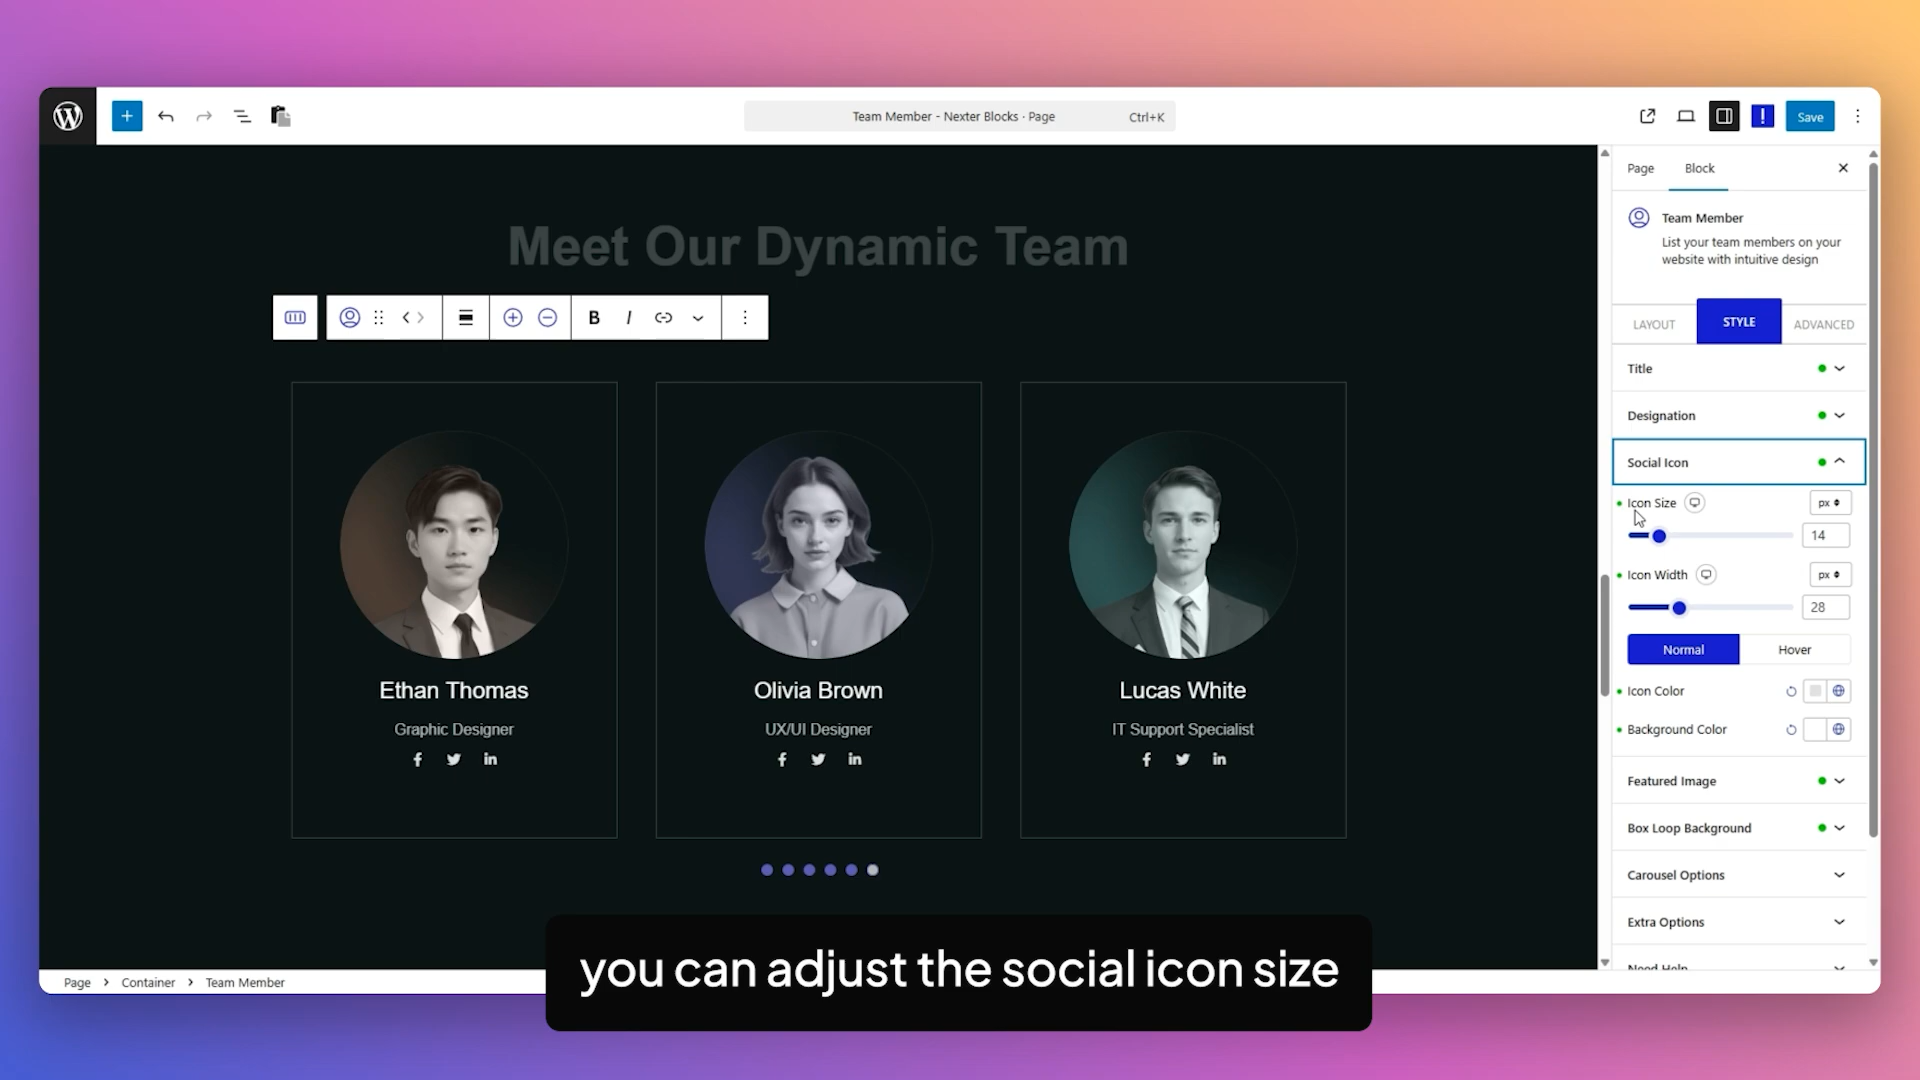 Team Member - Nexter Blocks · Page
Ctrl+K
Save
Page
Block
Team Member
List your team members on your
website with intuitive design
LAYOUT
STYLE
ADVANCED
Meet Our Dynamic Team
B
I
Title
Designation
Social Icon
Icon Size
px
14
Icon Width
px
28
Normal
Hover
Icon Color
Background Color
Featured Image
Box Loop Background
Carousel Options
Extra Options
Need Help
Ethan Thomas
Graphic Designer
Olivia Brown
UX/UI Designer
Lucas White
IT Support Specialist
Page > Container > Team Member
you can adjust the social icon size